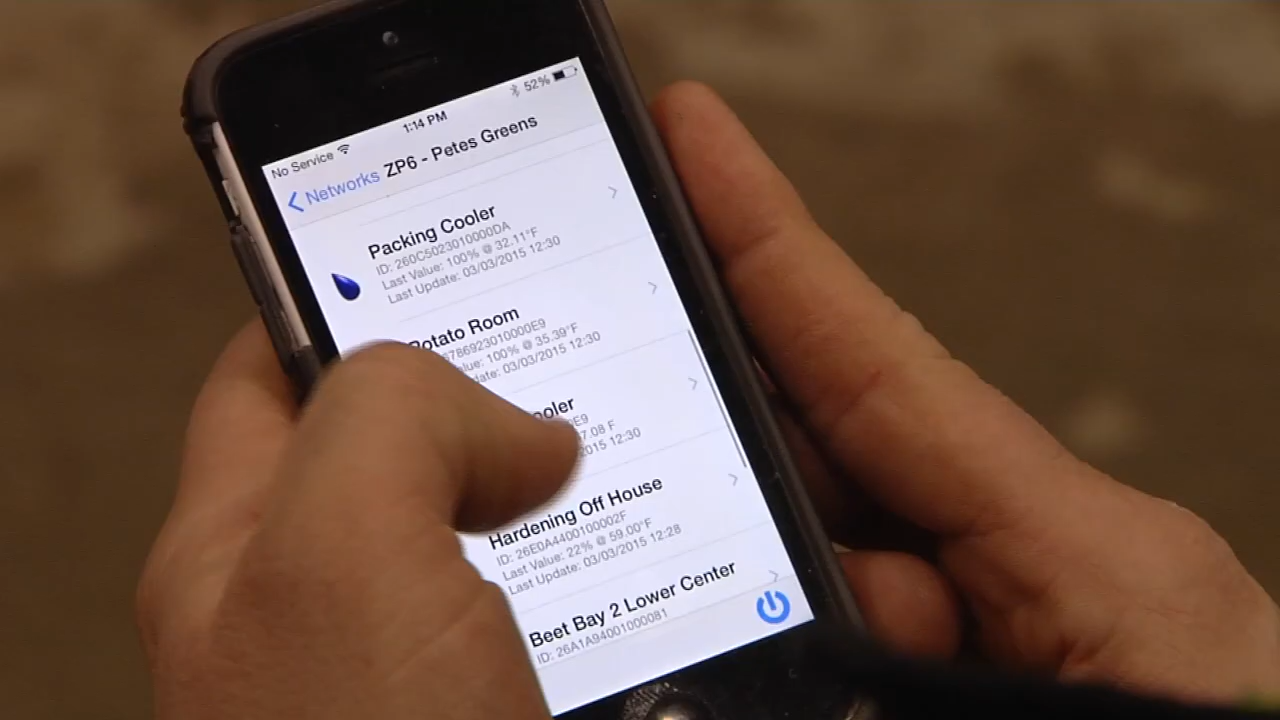 No Service 1:14 PM 52%
Networks ZP6 - Petes Greens
Packing Cooler
ID: 260C5023010000DA
Last Value: 100% @ 32.11°F
Last Update: 03/03/2015 12:30
Potato Room
678692301 0000E9
Value: 100% @ 35.39°F
date: 03/03/2015 12:30
ooler
E9
7.08 F
2015 12:30
Hardening Off House
ID: 26E0A4400100002F
Last Value: 22% @ 59.00°F
Last Update: 03/03/2015 12:28
Beet Bay 2 Lower Center
ID: 26A1A94001000081